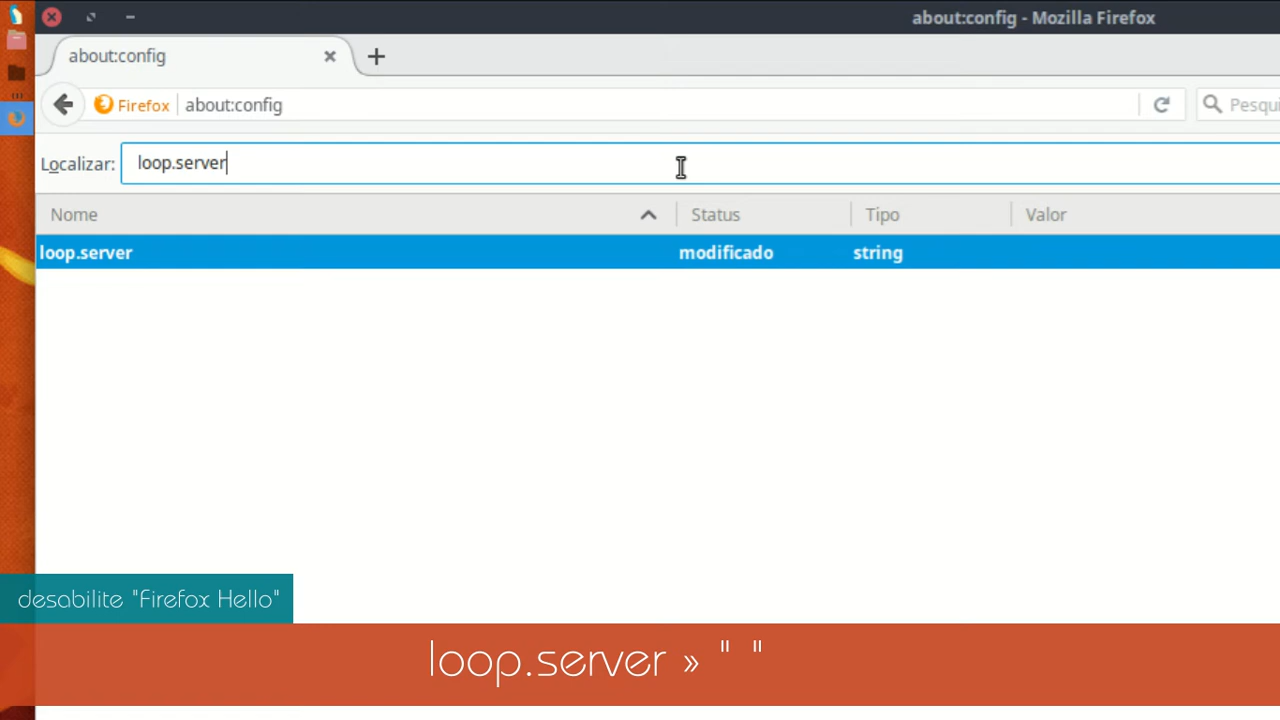 about:config - Mozilla Firefox
about:config
Firefox about:config Pesqui
Localizar: loop.server
Nome Status Tipo Valor
loop.server modificado string
desabilite "Firefox Hello"
loop.server » " "